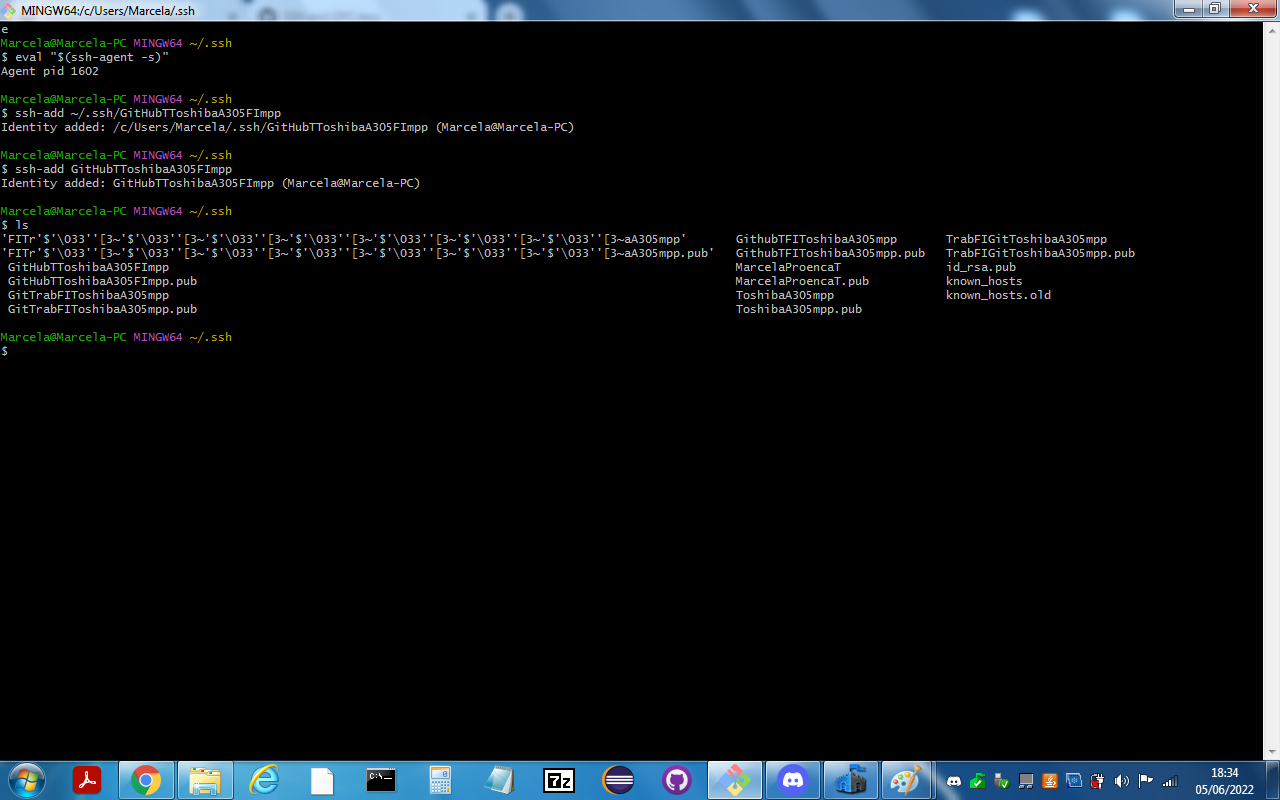 MINGW64:/c/Users/Marcela/.ssh
e
Marcela@Marcela-PC MINGW64 ~/.ssh
$ eval "$(ssh-agent -s)"
Agent pid 1602
Marcela@Marcela-PC MINGW64 ~/.ssh
$ ssh-add ~/.ssh/GitHubTToshibaA305FImpp
Identity added: /c/Users/Marcela/.ssh/GitHubTToshibaA305FImpp (Marcela@Marcela-PC)
Marcela@Marcela-PC MINGW64 ~/.ssh
$ ssh-add GitHubTToshibaA305FImpp
Identity added: GitHubTToshibaA305FImpp (Marcela@Marcela-PC)
Marcela@Marcela-PC MINGW64 ~/.ssh
$ ls
'FITr'$'\033''[3~'$'\033''[3~'$'\033''[3~'$'\033''[3~'$'\033''[3~'$'\033''[3~'$'\033''[3~'$'\033''[3~aA305mpp' GithubTFIToshibaA305mpp TrabFIGitToshibaA305mpp
'FITr'$'\033''[3~'$'\033''[3~'$'\033''[3~'$'\033''[3~'$'\033''[3~'$'\033''[3~'$'\033''[3~'$'\033''[3~aA305mpp.pub' GithubTFIToshibaA305mpp.pub TrabFIGitToshibaA305mpp.pub
GitHubTToshibaA305FImpp MarcelaProencaT id_rsa.pub
GitHubTToshibaA305FImpp.pub MarcelaProencaT.pub known_hosts
GitTrabFIToshibaA305mpp ToshibaA305mpp known_hosts.old
GitTrabFIToshibaA305mpp.pub ToshibaA305mpp.pub
Marcela@Marcela-PC MINGW64 ~/.ssh
$
C:\_
7z
18:34
05/06/2022